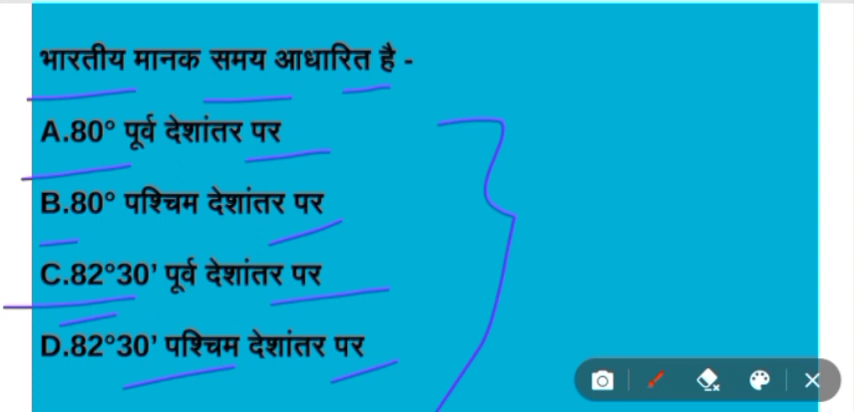 भारतीय मानक समय आधारित है -
A.80° पूर्व देशांतर पर
B.80° पश्चिम देशांतर पर
C.82°30’ पूर्व देशांतर पर
D.82°30’ पश्चिम देशांतर पर